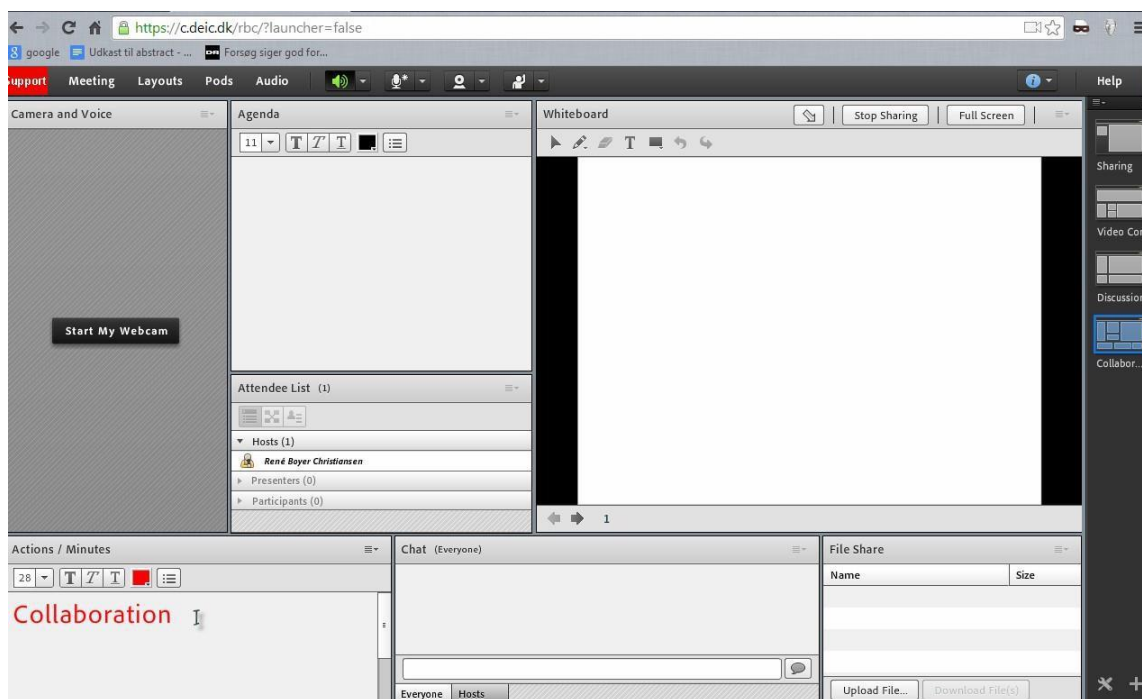 https://c.deic.dk/rbc/?launcher=false
google Udkast til abstract - ... Forsøg siger god for...
Support Meeting Layouts Pods Audio Help
Camera and Voice
Start My Webcam
Agenda
11 T T T
Attendee List (1)
Hosts (1)
René Boyer Christiansen
Presenters (0)
Participants (0)
Whiteboard Stop Sharing Full Screen
T
1
Sharing
Video Con
Discussion
Collabor...
Actions / Minutes
28 T T T
Collaboration
Chat (Everyone)
Everyone Hosts
File Share
Name Size
Upload File... Download File(s)